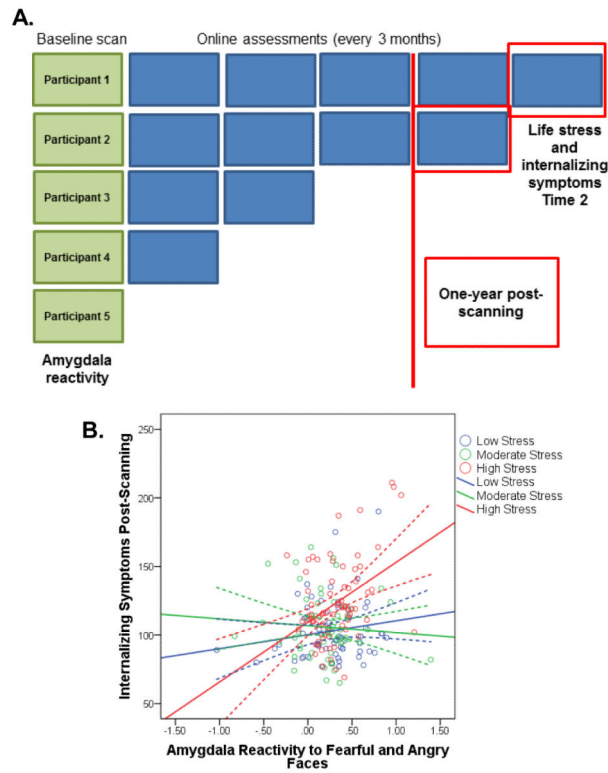 A.
Baseline scan
Online assessments (every 3 months)
Participant 1
Participant 2
Participant 3
Participant 4
Participant 5
Amygdala
reactivity
Life stress
and
internalizing
symptoms
Time 2
One-year post-
scanning
B.
Internalizing Symptoms Post-Scanning
250
200
150
100
50
-1.50
-1.00
-.50
.00
.50
1.00
1.50
Amygdala Reactivity to Fearful and Angry
Faces
Low Stress
Moderate Stress
High Stress
Low Stress
Moderate Stress
High Stress